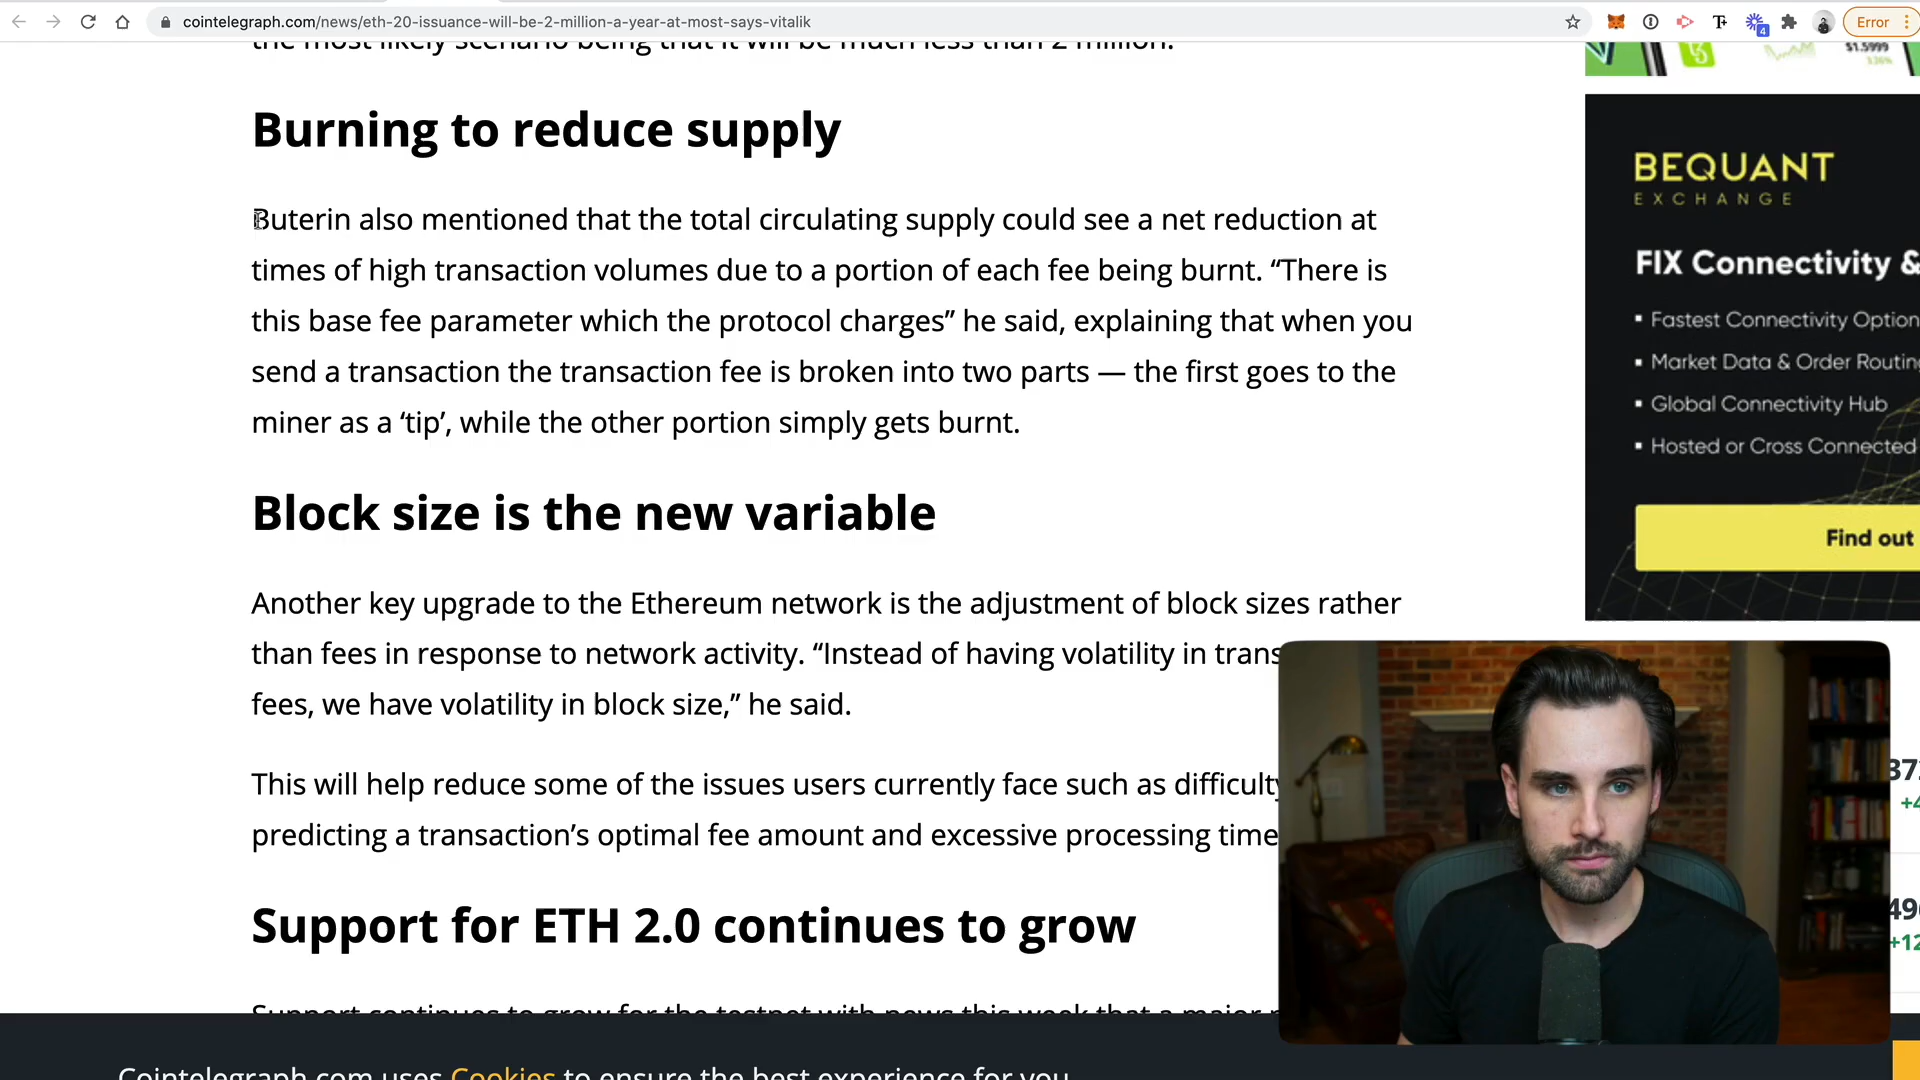 cointelegraph.com/news/eth-20-issuance-will-be-2-million-a-year-at-most-says-vitalik
4
Error
the most likely scenario being that it will be much less than 2 million.
$1.5999
3.26%
Burning to reduce supply
Buterin also mentioned that the total circulating supply could see a net reduction at
times of high transaction volumes due to a portion of each fee being burnt. “There is
this base fee parameter which the protocol charges” he said, explaining that when you
send a transaction the transaction fee is broken into two parts — the first goes to the
miner as a ‘tip’, while the other portion simply gets burnt.
BEQUANT
EXCHANGE
FIX Connectivity &
▪ Fastest Connectivity Option
▪ Market Data & Order Routing
▪ Global Connectivity Hub
▪ Hosted or Cross Connected
Find out
Block size is the new variable
Another key upgrade to the Ethereum network is the adjustment of block sizes rather
than fees in response to network activity. “Instead of having volatility in trans
fees, we have volatility in block size,” he said.
This will help reduce some of the issues users currently face such as difficulty
predicting a transaction’s optimal fee amount and excessive processing time
37
+4
49
+12
Support for ETH 2.0 continues to grow
Support continues to grow for the testnet with news this week that a major
Cointelegraph.com uses Cookies to ensure the best experience for you